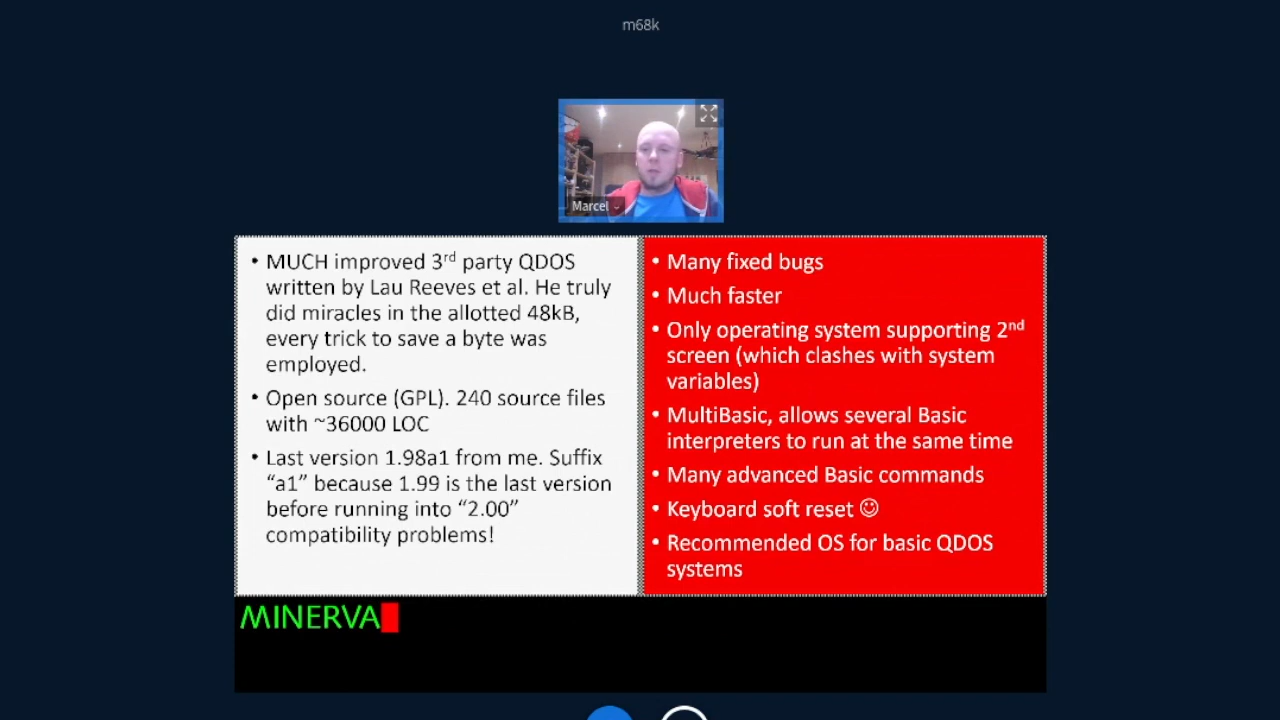 m68k
Marcel
• MUCH improved 3rd party QDOS
written by Lau Reeves et al. He truly
did miracles in the allotted 48kB,
every trick to save a byte was
employed.
• Open source (GPL). 240 source files
with ~36000 LOC
• Last version 1.98a1 from me. Suffix
“a1” because 1.99 is the last version
before running into “2.00”
compatibility problems!
• Many fixed bugs
• Much faster
• Only operating system supporting 2nd
screen (which clashes with system
variables)
• MultiBasic, allows several Basic
interpreters to run at the same time
• Many advanced Basic commands
• Keyboard soft reset ☺
• Recommended OS for basic QDOS
systems
MINERVA